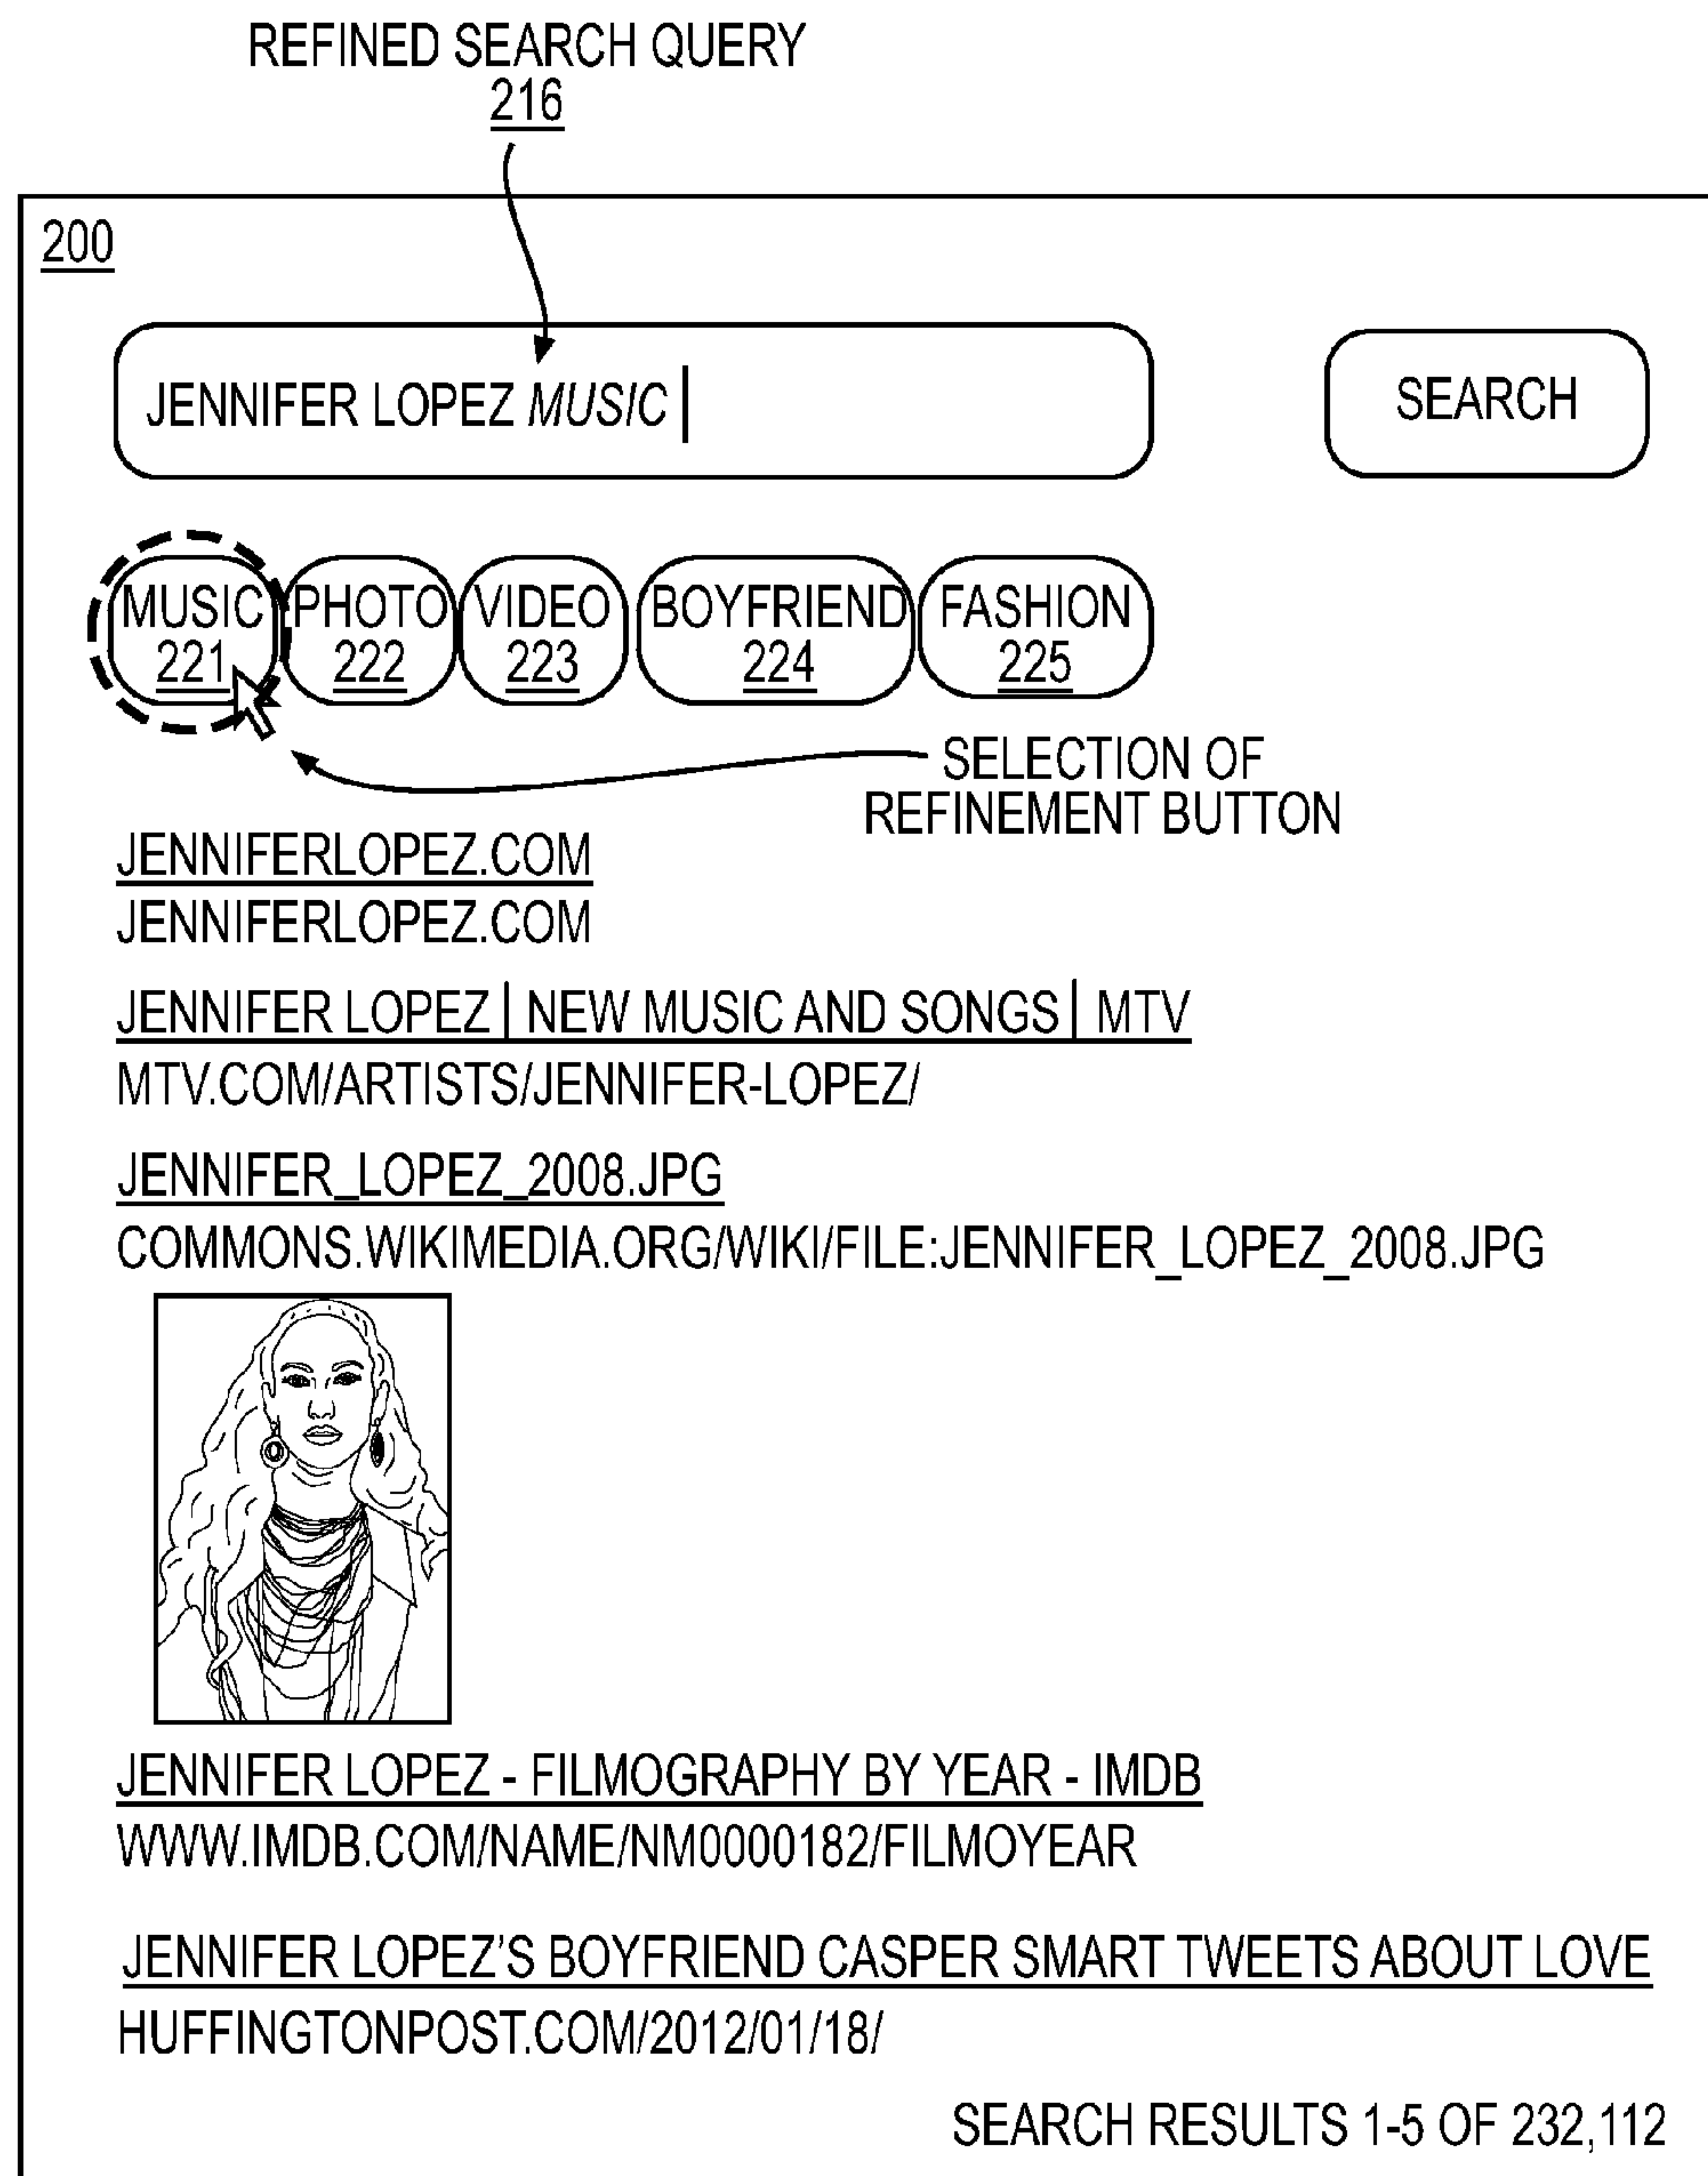 REFINED SEARCH QUERY
216
200
JENNIFER LOPEZ MUSIC
SEARCH
MUSIC PHOTO VIDEO BOYFRIEND FASHION
221 222 223 224 225
SELECTION OF
REFINEMENT BUTTON
JENNIFERLOPEZ.COM
JENNIFERLOPEZ.COM
JENNIFER LOPEZ | NEW MUSIC AND SONGS | MTV
MTV.COM/ARTISTS/JENNIFER-LOPEZ/
JENNIFER_LOPEZ_2008.JPG
COMMONS.WIKIMEDIA.ORG/WIKI/FILE:JENNIFER_LOPEZ_2008.JPG
JENNIFER LOPEZ - FILMOGRAPHY BY YEAR - IMDB
WWW.IMDB.COM/NAME/NM0000182/FILMOYEAR
JENNIFER LOPEZ'S BOYFRIEND CASPER SMART TWEETS ABOUT LOVE
HUFFINGTONPOST.COM/2012/01/18/
SEARCH RESULTS 1-5 OF 232,112